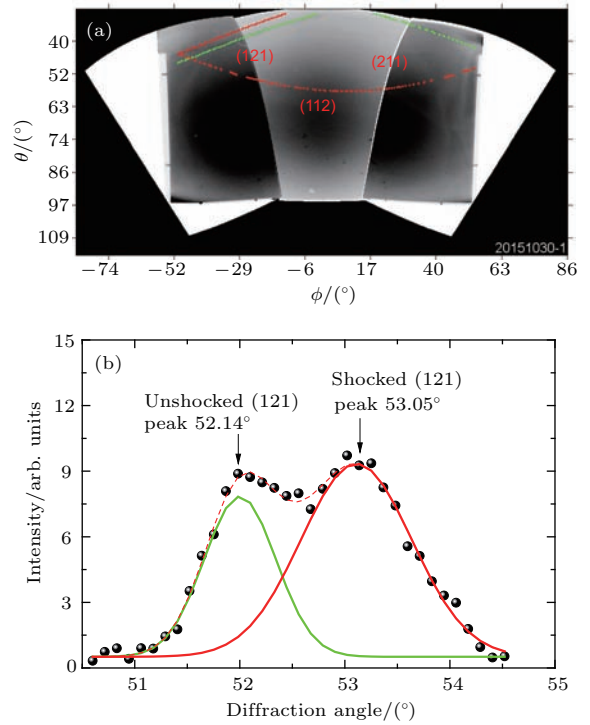 (a)
30
40
52
63
74
86
97
109
θ/(°)
(121)
(211)
(112)
20151030-1
−74 −52 −29 −6 17 40 63 86
ϕ/(°)
(b)
15
12
9
6
3
0
Intensity/arb. units
Unshocked (121)
peak 52.14°
Shocked (121)
peak 53.05°
51 52 53 54 55
Diffraction angle/(°)